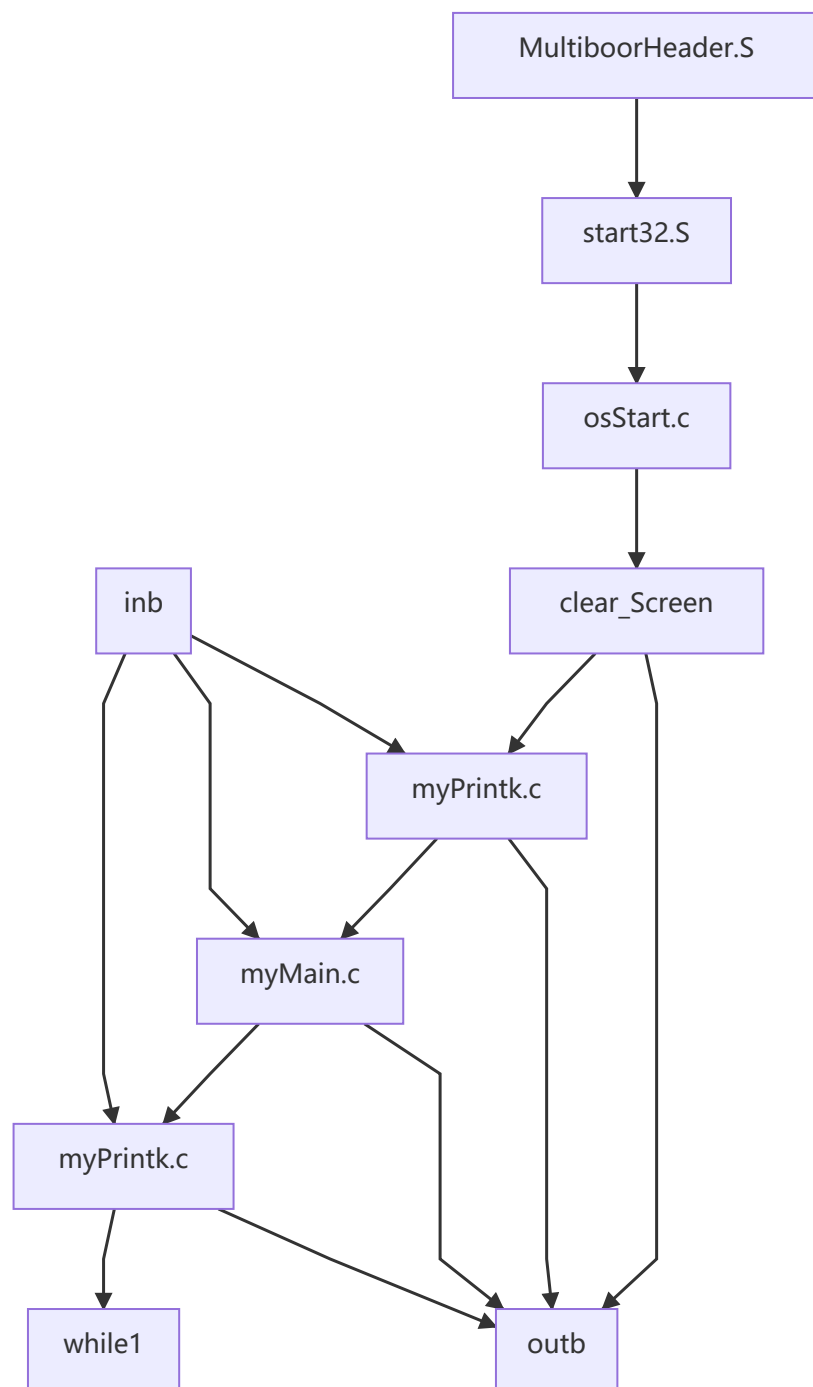 MultiboorHeader.S
start32.S
osStart.c
inb
clear_Screen
myPrintk.c
myMain.c
myPrintk.c
while1
outb